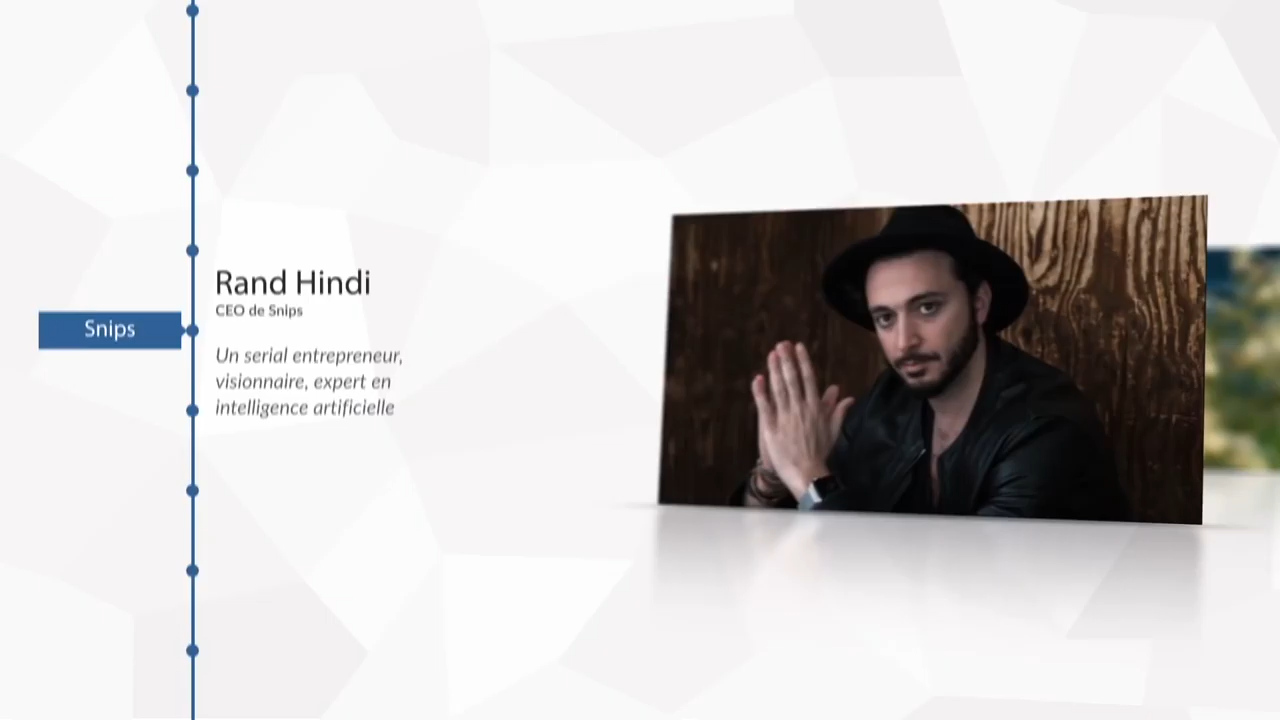 Snips
Rand Hindi
CEO de Snips
Un serial entrepreneur,
visionnaire, expert en
intelligence artificielle